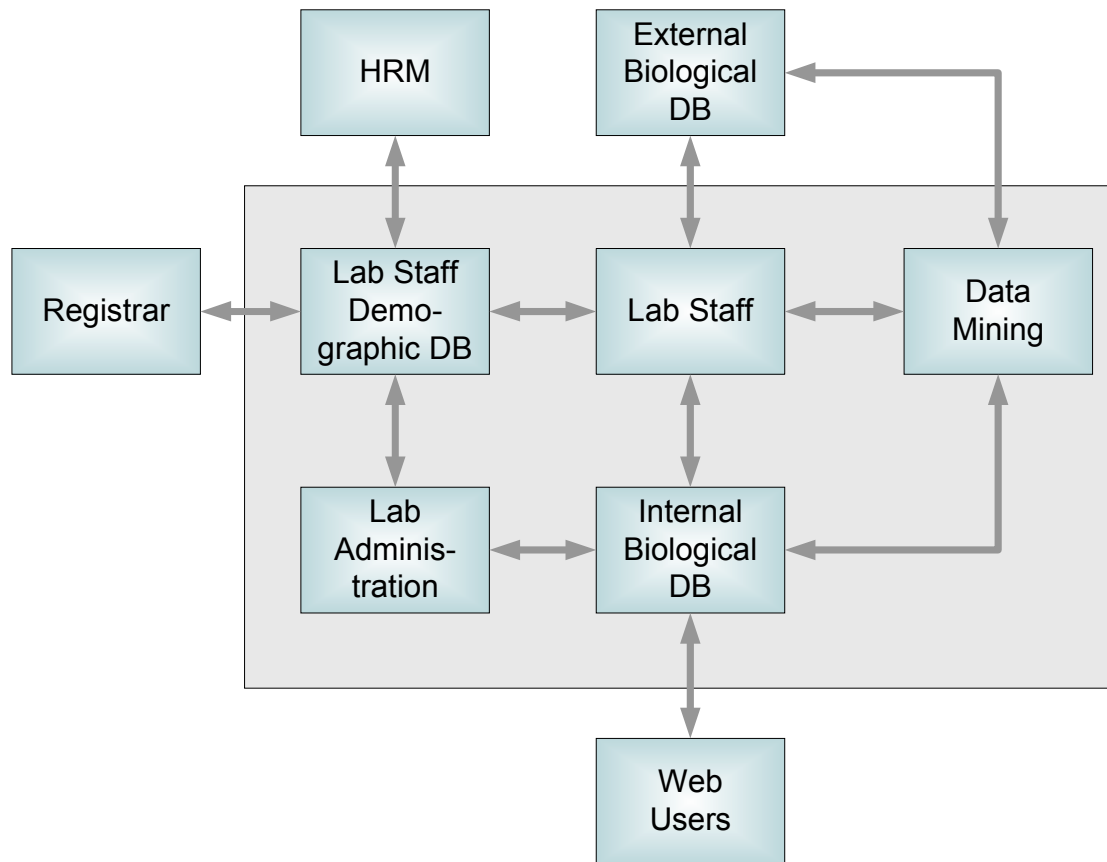 HRM
External
Biological
DB
Registrar
Lab Staff
Demo-
graphic DB
Lab Staff
Data
Mining
Lab
Adminis-
tration
Internal
Biological
DB
Web
Users